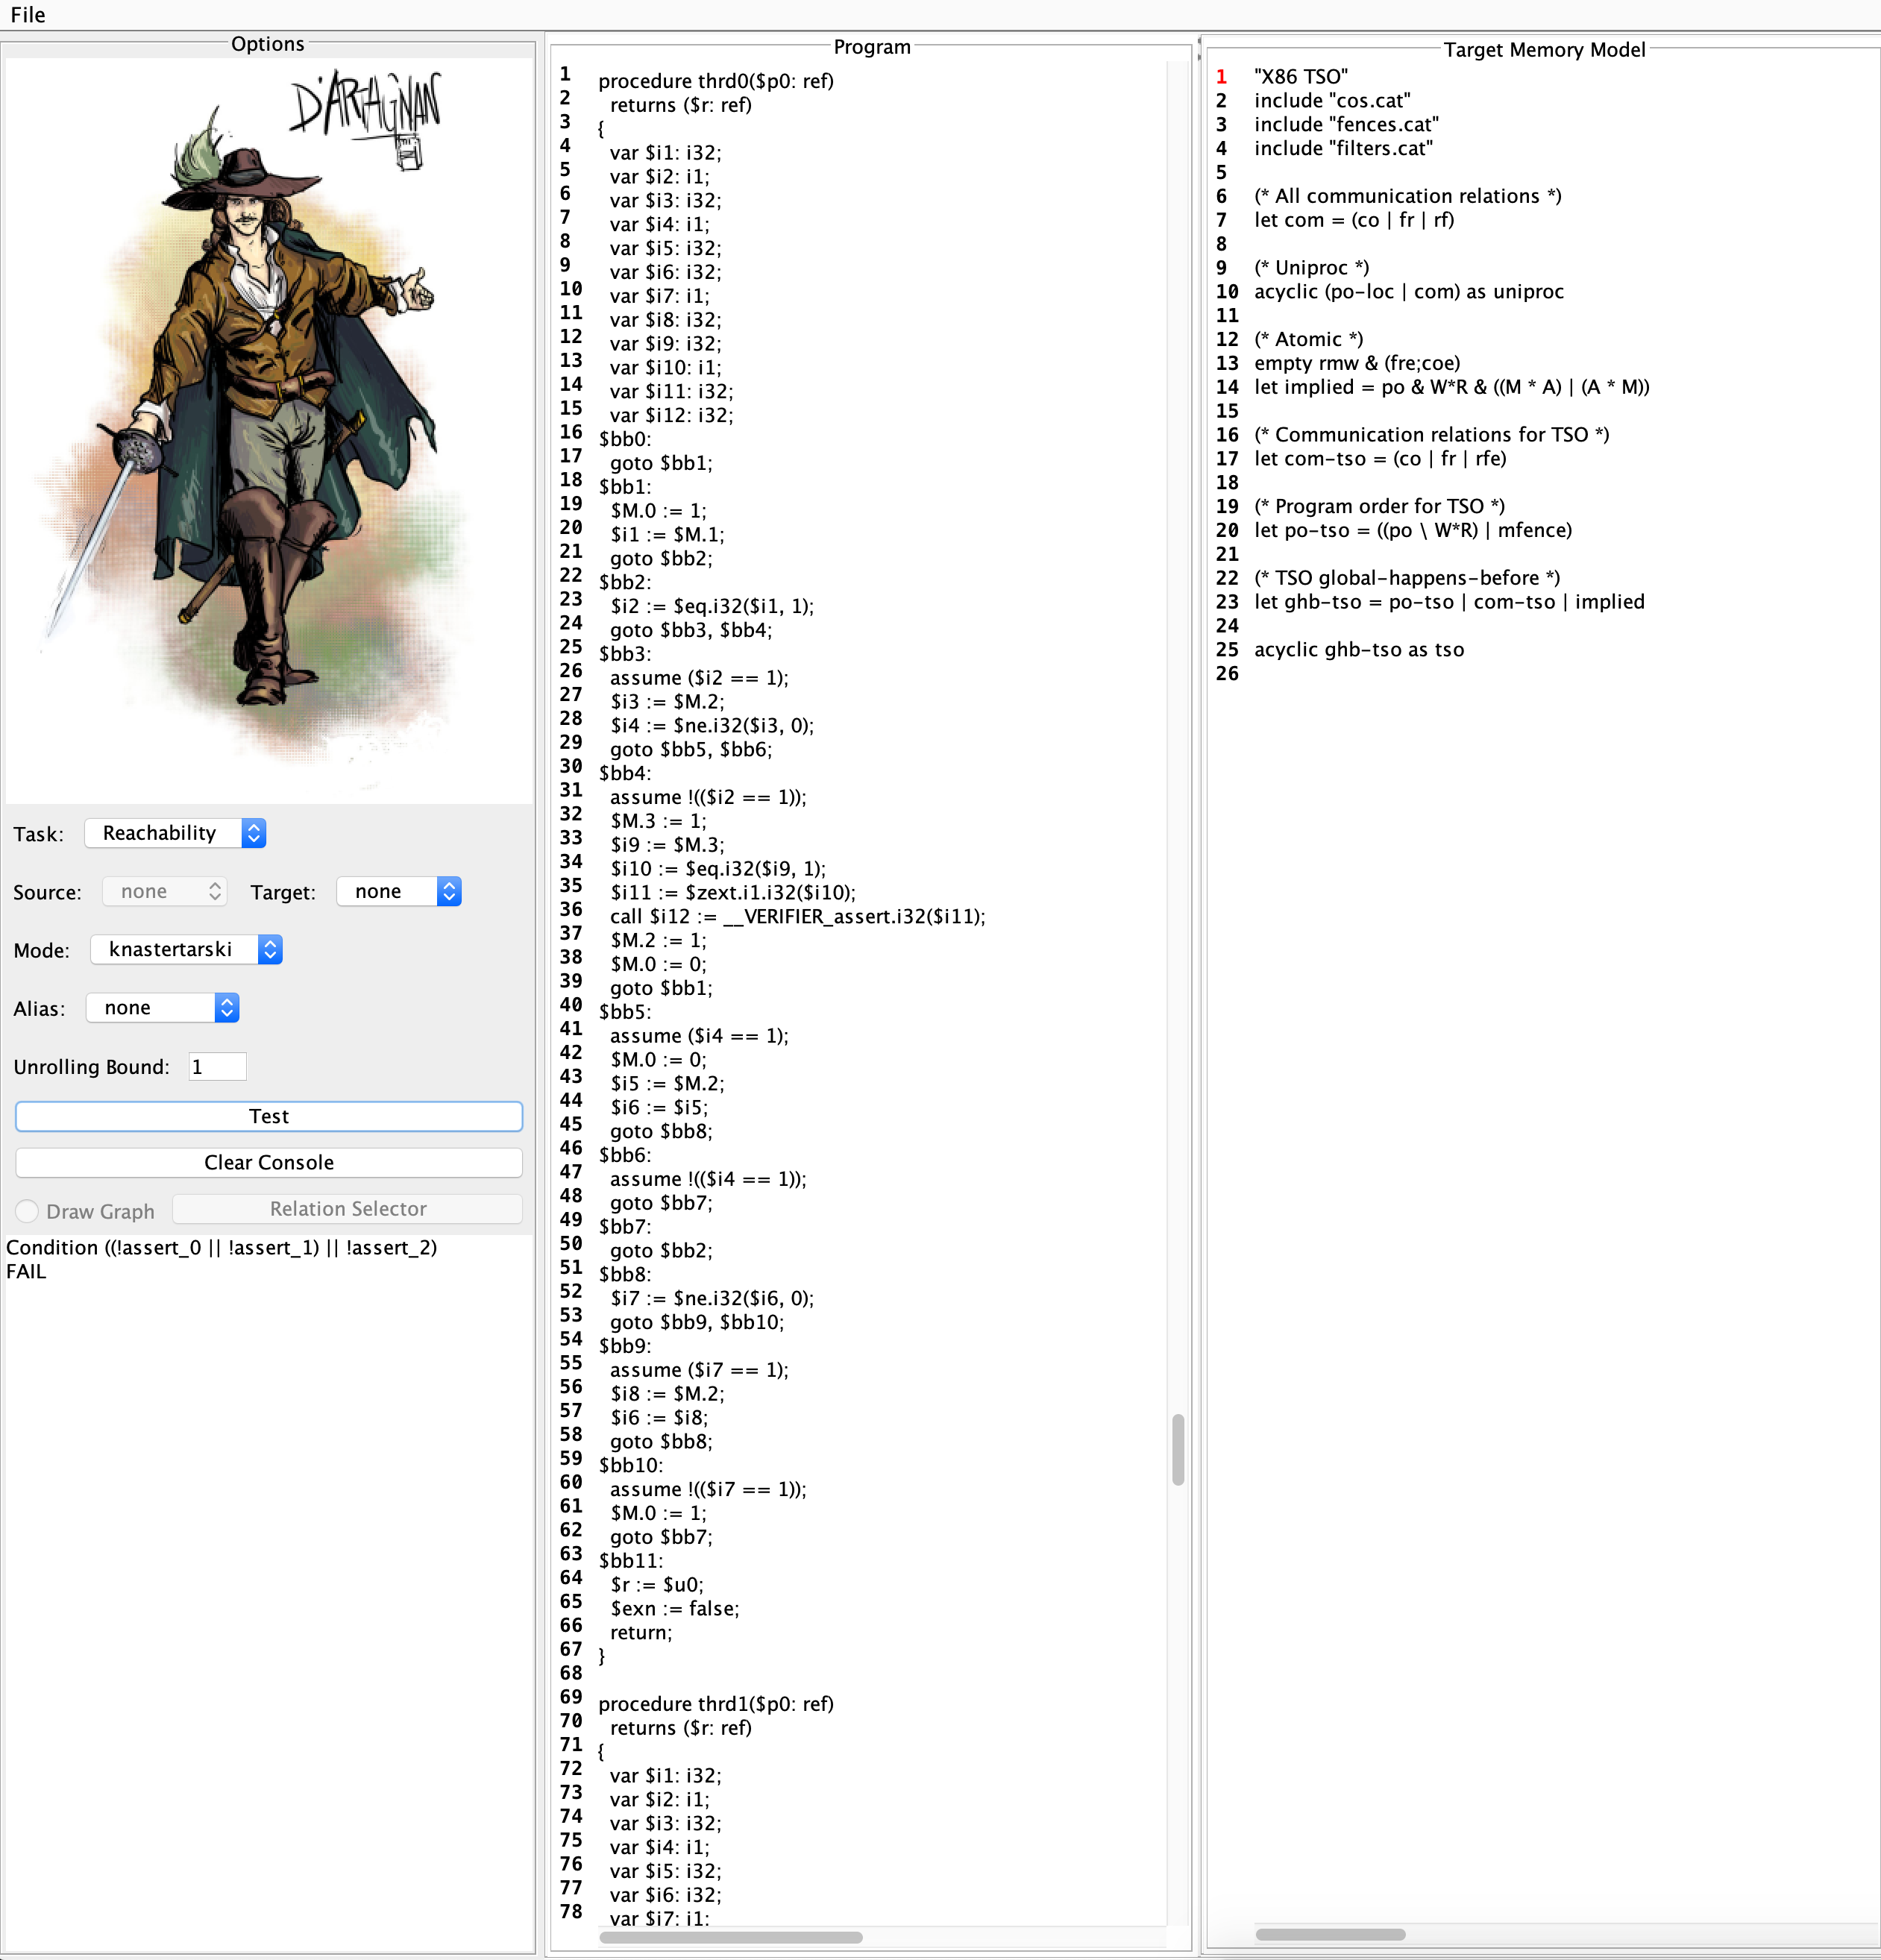 File
Options
D'ARTAGNAN
Task: Reachability
Source: none Target: none
Mode: knastertarski
Alias: none
Unrolling Bound: 1
Test
Clear Console
Draw Graph Relation Selector
Condition ((!assert_0 || !assert_1) || !assert_2)
FAIL
Program
1 procedure thrd0($p0: ref)
2 returns ($r: ref)
3 {
4 var $i1: i32;
5 var $i2: i1;
6 var $i3: i32;
7 var $i4: i1;
8 var $i5: i32;
9 var $i6: i32;
10 var $i7: i1;
11 var $i8: i32;
12 var $i9: i32;
13 var $i10: i1;
14 var $i11: i32;
15 var $i12: i32;
16 $bb0:
17 goto $bb1;
18 $bb1:
19 $M.0 := 1;
20 $i1 := $M.1;
21 goto $bb2;
22 $bb2:
23 $i2 := $eq.i32($i1, 1);
24 goto $bb3, $bb4;
25 $bb3:
26 assume ($i2 == 1);
27 $i3 := $M.2;
28 $i4 := $ne.i32($i3, 0);
29 goto $bb5, $bb6;
30 $bb4:
31 assume !(($i2 == 1));
32 $M.3 := 1;
33 $i9 := $M.3;
34 $i10 := $eq.i32($i9, 1);
35 $i11 := $zext.i1.i32($i10);
36 call $i12 := __VERIFIER_assert.i32($i11);
37 $M.2 := 1;
38 $M.0 := 0;
39 goto $bb1;
40 $bb5:
41 assume ($i4 == 1);
42 $M.0 := 0;
43 $i5 := $M.2;
44 $i6 := $i5;
45 goto $bb8;
46 $bb6:
47 assume !(($i4 == 1));
48 goto $bb7;
49 $bb7:
50 goto $bb2;
51 $bb8:
52 $i7 := $ne.i32($i6, 0);
53 goto $bb9, $bb10;
54 $bb9:
55 assume ($i7 == 1);
56 $i8 := $M.2;
57 $i6 := $i8;
58 goto $bb8;
59 $bb10:
60 assume !(($i7 == 1));
61 $M.0 := 1;
62 goto $bb7;
63 $bb11:
64 $r := $u0;
65 $exn := false;
66 return;
67 }
68
69 procedure thrd1($p0: ref)
70 returns ($r: ref)
71 {
72 var $i1: i32;
73 var $i2: i1;
74 var $i3: i32;
75 var $i4: i1;
76 var $i5: i32;
77 var $i6: i32;
78 var $i7: i1;
Target Memory Model
1 "X86 TSO"
2 include "cos.cat"
3 include "fences.cat"
4 include "filters.cat"
5
6 (* All communication relations *)
7 let com = (co | fr | rf)
8
9 (* Uniproc *)
10 acyclic (po-loc | com) as uniproc
11
12 (* Atomic *)
13 empty rmw & (fre;coe)
14 let implied = po & W*R & ((M * A) | (A * M))
15
16 (* Communication relations for TSO *)
17 let com-tso = (co | fr | rfe)
18
19 (* Program order for TSO *)
20 let po-tso = ((po \ W*R) | mfence)
21
22 (* TSO global-happens-before *)
23 let ghb-tso = po-tso | com-tso | implied
24
25 acyclic ghb-tso as tso
26